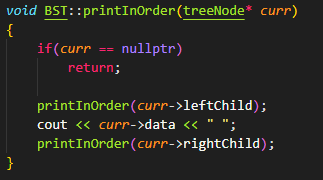 void BST::printInOrder(treeNode* curr)
{
    if(curr == nullptr)
        return;

    printInOrder(curr->leftChild);
    cout << curr->data << " ";
    printInOrder(curr->rightChild);
}